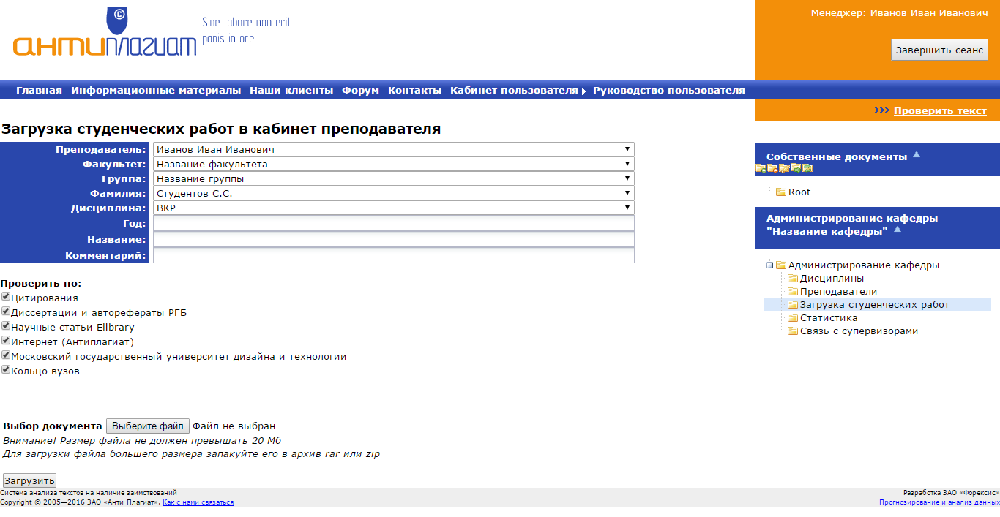 ©
антиплагиат
Sine labore non erit
panis in ore
Менеджер: Иванов Иван Иванович
Завершить сеанс
Главная Информационные материалы Наши клиенты Форум Контакты Кабинет пользователя Руководство пользователя
>>> Проверить текст
Загрузка студенческих работ в кабинет преподавателя
Преподаватель: Иванов Иван Иванович
Факультет: Название факультета
Группа: Название группы
Фамилия: Студентов С.С.
Дисциплина: ВКР
Год:
Название:
Комментарий:
Проверить по:
Цитирования
Диссертации и авторефераты РГБ
Научные статьи Elibrary
Интернет (Антиплагиат)
Московский государственный университет дизайна и технологии
Кольцо вузов
Выбор документа Выберите файл Файл не выбран
Внимание! Размер файла не должен превышать 20 Мб
Для загрузки файла большего размера запакуйте его в архив rar или zip
Загрузить
Собственные документы
Root
Администрирование кафедры
"Название кафедры"
Администрирование кафедры
Дисциплины
Преподаватели
Загрузка студенческих работ
Статистика
Связь с супервизорами
Система анализа текстов на наличие заимствований
Copyright © 2005—2016 ЗАО «Анти-Плагиат». Как с нами связаться
Разработка ЗАО «Форексис»
Прогнозирование и анализ данных